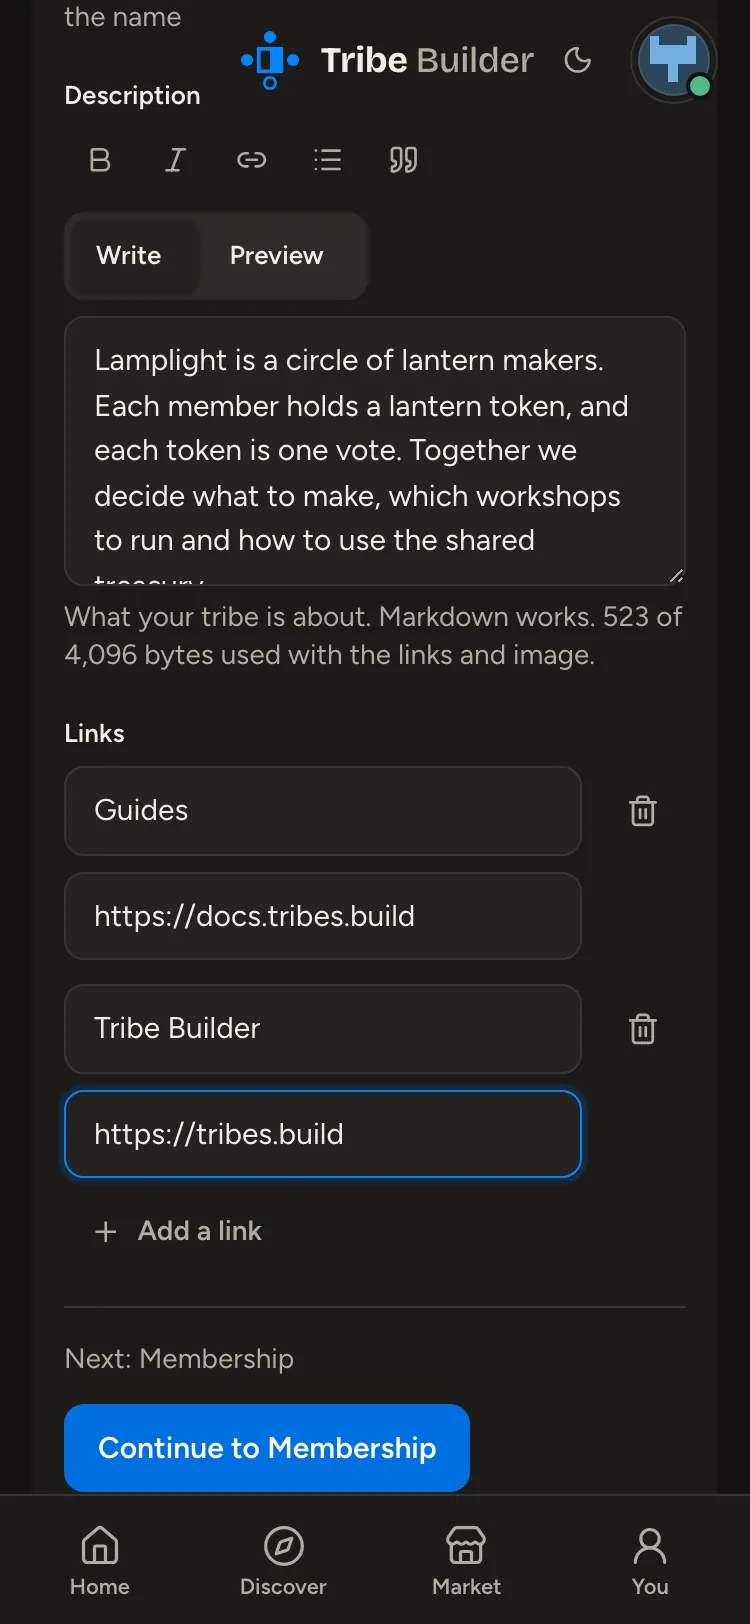 the name
Tribe Builder
Description
Write
Preview
Lamplight is a circle of lantern makers.
Each member holds a lantern token, and
each token is one vote. Together we
decide what to make, which workshops
to run and how to use the shared
treasury.
What your tribe is about. Markdown works. 523 of
4,096 bytes used with the links and image.
Links
Guides
https://docs.tribes.build
Tribe Builder
https://tribes.build
Add a link
Next: Membership
Continue to Membership
Home
Discover
Market
You